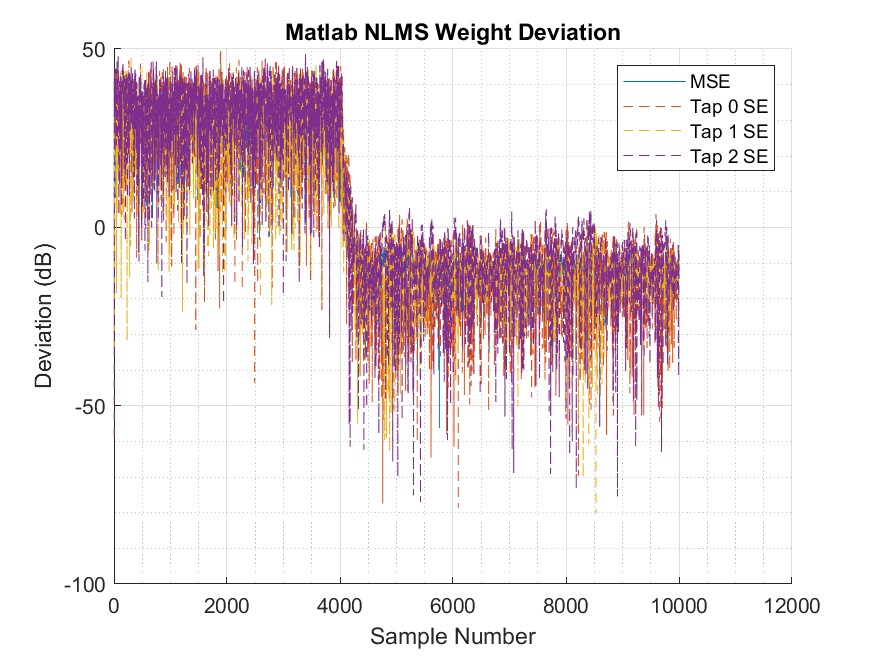 Matlab NLMS Weight Deviation
50
0
-50
-100
Deviation (dB)
MSE
Tap 0 SE
Tap 1 SE
Tap 2 SE
0 2000 4000 6000 8000 10000 12000
Sample Number